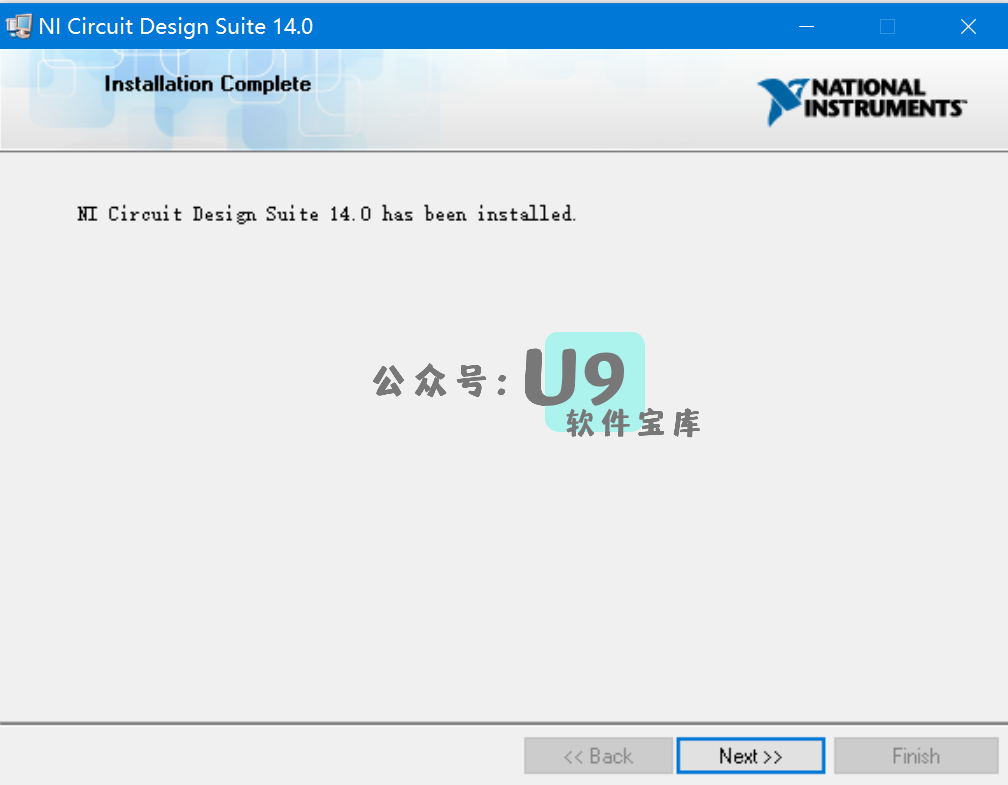 NI Circuit Design Suite 14.0
Installation Complete
NATIONAL
INSTRUMENTS™
NI Circuit Design Suite 14.0 has been installed.
公众号：U9
软件宝库
<< Back
Next >>
Finish